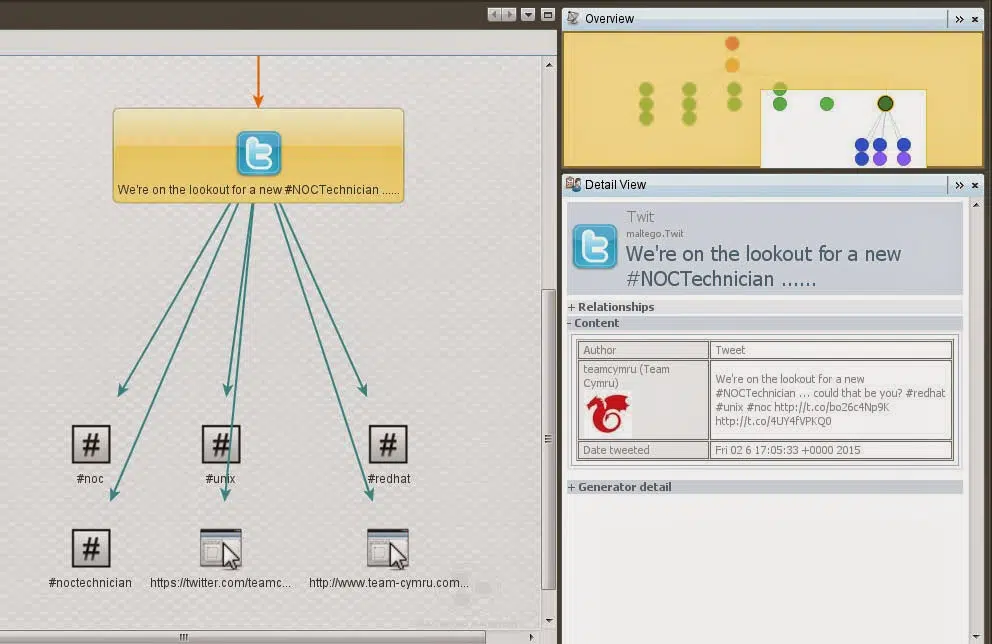 We're on the lookout for a new #NOCTechnician ......
#noc
#unix
#redhat
#noctechnician
https://twitter.com/teamc...
http://www.team-cymru.com...
Overview
Detail View
Twit
maltego.Twit
We're on the lookout for a new
#NOCTechnician ......
+ Relationships
- Content
Author
Tweet
teamcymru (Team
Cymru)
We're on the lookout for a new
#NOCTechnician ... could that be you? #redhat
#unix #noc http://t.co/bo26c4Np9K
http://t.co/4UY4fVPKQ0
Date tweeted
Fri 02 6 17:05:33 +0000 2015
+ Generator detail